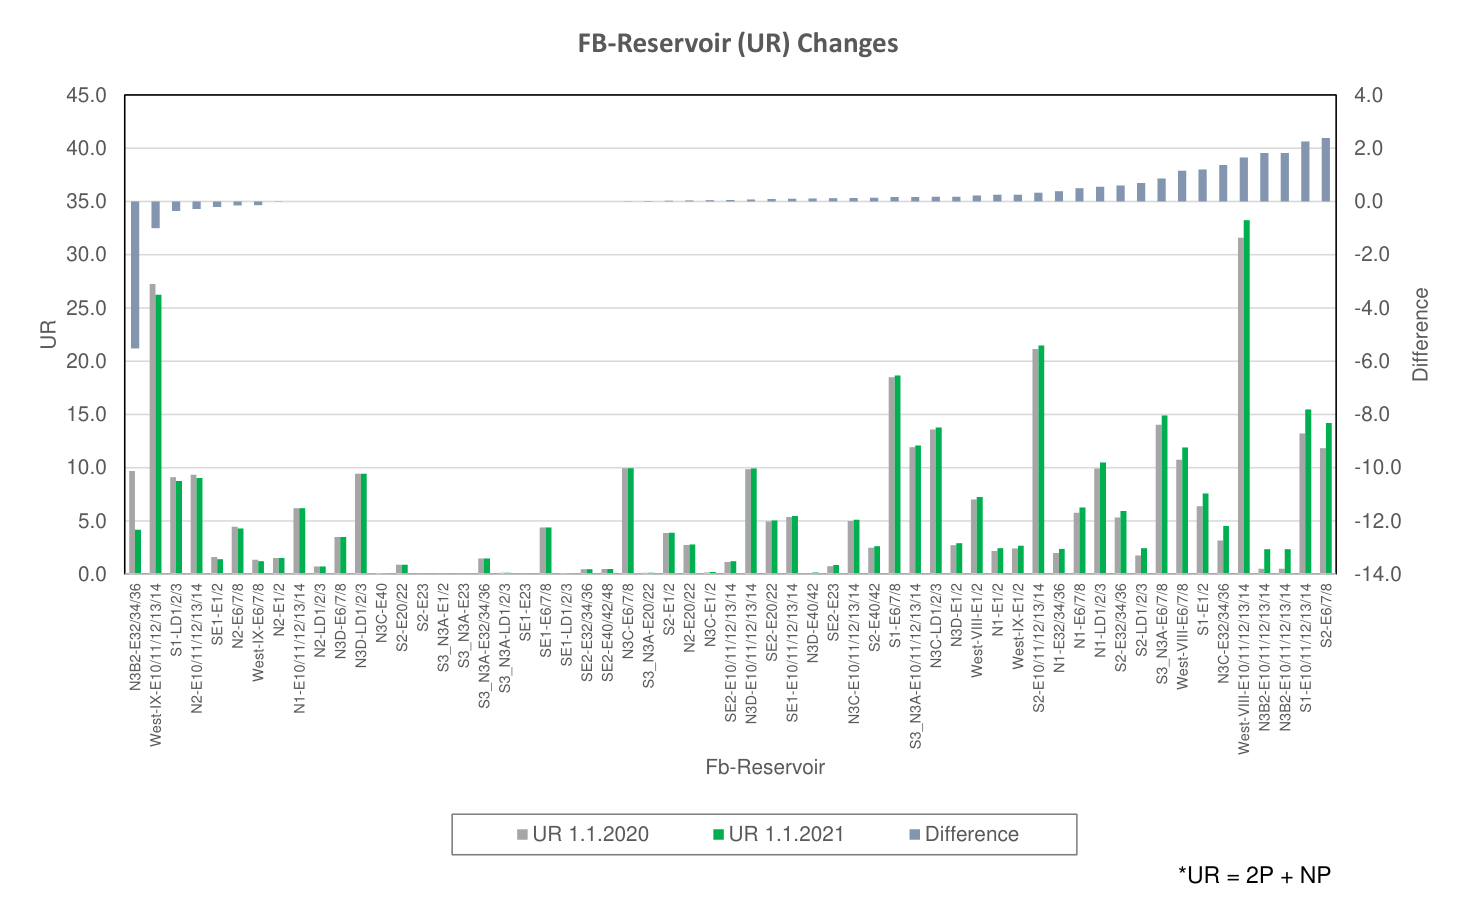 FB-Reservoir (UR) Changes
45.0
40.0
35.0
30.0
25.0
20.0
15.0
10.0
5.0
0.0
UR
4.0
2.0
0.0
-2.0
-4.0
-6.0
-8.0
-10.0
-12.0
-14.0
Difference
N3B2-E32/34/36
West-IX-E10/11/12/13/14
S1-LD1/2/3
N2-E10/11/12/13/14
SE1-E1/2
N2-E6/7/8
West-IX-E6/7/8
N2-E1/2
N1-E10/11/12/13/14
N2-LD1/2/3
N3D-E6/7/8
N3D-LD1/2/3
N3C-E40
S2-E20/22
S2-E23
S3_N3A-E1/2
S3_N3A-E23
S3_N3A-E32/34/36
S3_N3A-LD1/2/3
SE1-E23
SE1-E6/7/8
SE1-LD1/2/3
SE2-E32/34/36
SE2-E40/42/48
N3C-E6/7/8
S3_N3A-E20/22
S2-E1/2
N2-E20/22
N3C-E1/2
SE2-E10/11/12/13/14
N3D-E10/11/12/13/14
SE2-E20/22
SE1-E10/11/12/13/14
N3D-E40/42
SE2-E23
N3C-E10/11/12/13/14
S2-E40/42
S1-E6/7/8
S3_N3A-E10/11/12/13/14
N3C-LD1/2/3
N3D-E1/2
West-VIII-E1/2
N1-E1/2
West-IX-E1/2
S2-E10/11/12/13/14
N1-E32/34/36
N1-E6/7/8
N1-LD1/2/3
S2-E32/34/36
S2-LD1/2/3
S3_N3A-E6/7/8
West-VIII-E6/7/8
S1-E1/2
N3C-E32/34/36
West-VIII-E10/11/12/13/14
N3B2-E10/11/12/13/14
N3B2-E10/11/12/13/14
S1-E10/11/12/13/14
S2-E6/7/8
Fb-Reservoir
UR 1.1.2020
UR 1.1.2021
Difference
*UR = 2P + NP